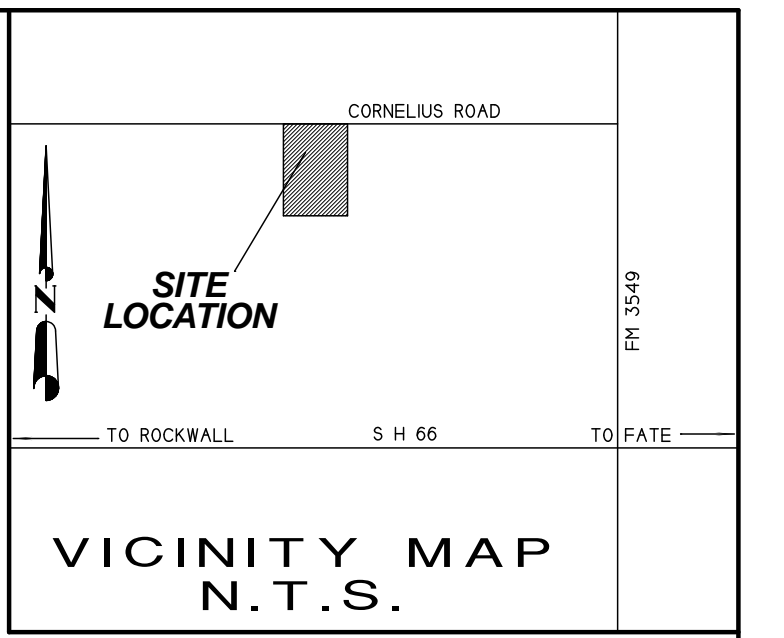 CORNELIUS ROAD
N
SITE
LOCATION
FM 3549
TO ROCKWALL
S H 66
TO FATE
VICINITY MAP
N.T.S.